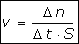 v = Δn / Δt · S